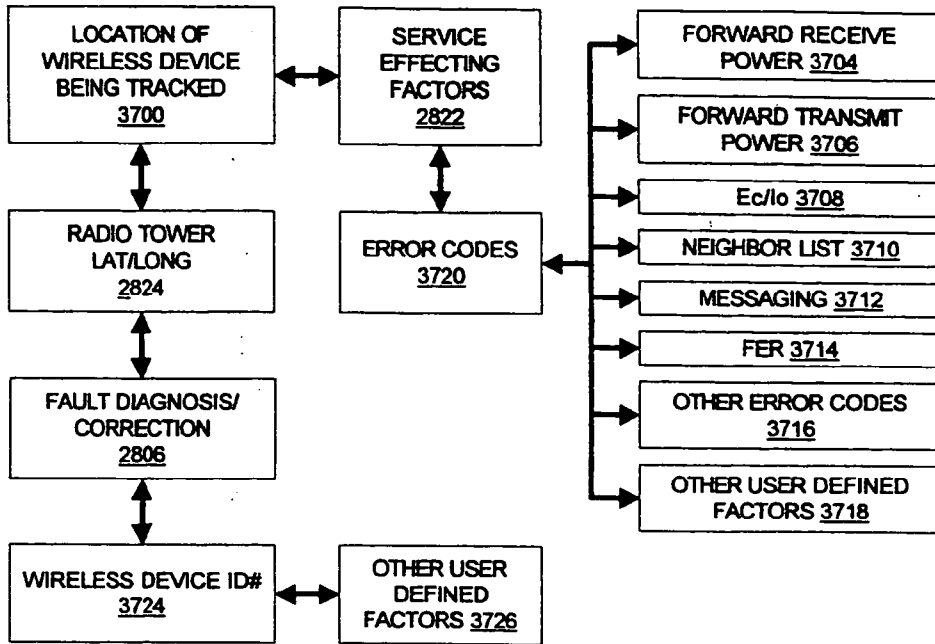 LOCATION OF
WIRELESS DEVICE
BEING TRACKED
3700
SERVICE
EFFECTING
FACTORS
2822
RADIO TOWER
LAT/LONG
2824
ERROR CODES
3720
FAULT DIAGNOSIS/
CORRECTION
2806
WIRELESS DEVICE ID#
3724
OTHER USER
DEFINED
FACTORS 3726
FORWARD RECEIVE
POWER 3704
FORWARD TRANSMIT
POWER 3706
Ec/Io 3708
NEIGHBOR LIST 3710
MESSAGING 3712
FER 3714
OTHER ERROR CODES
3716
OTHER USER DEFINED
FACTORS 3718